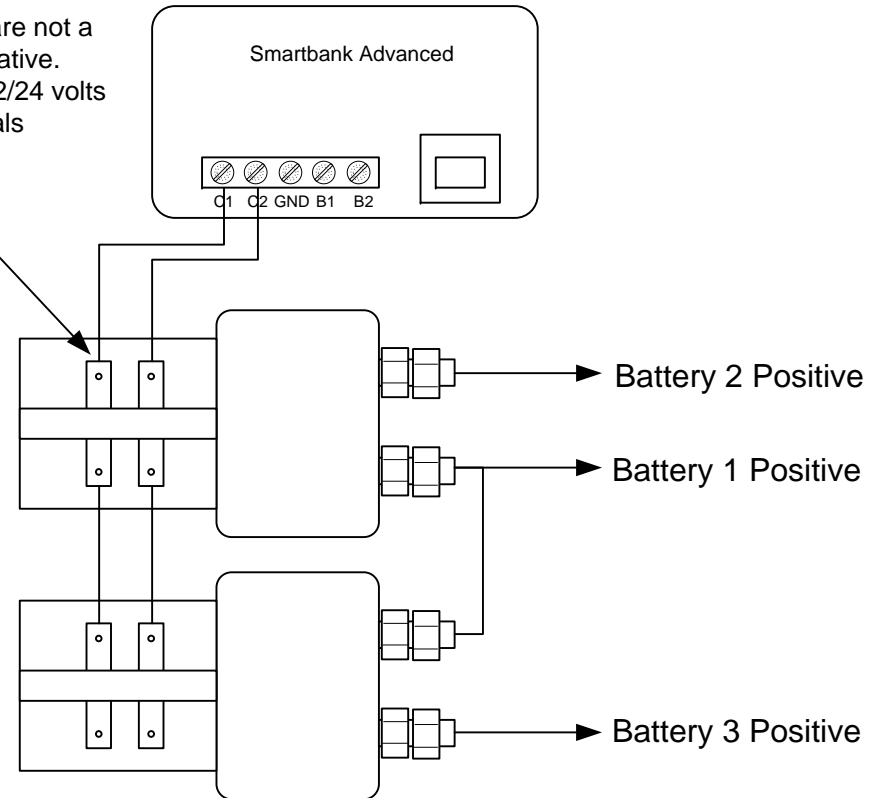 are not a
ative.
2/24 volts
als
Smartbank Advanced
C1 C2 GND B1 B2
Battery 2 Positive
Battery 1 Positive
Battery 3 Positive